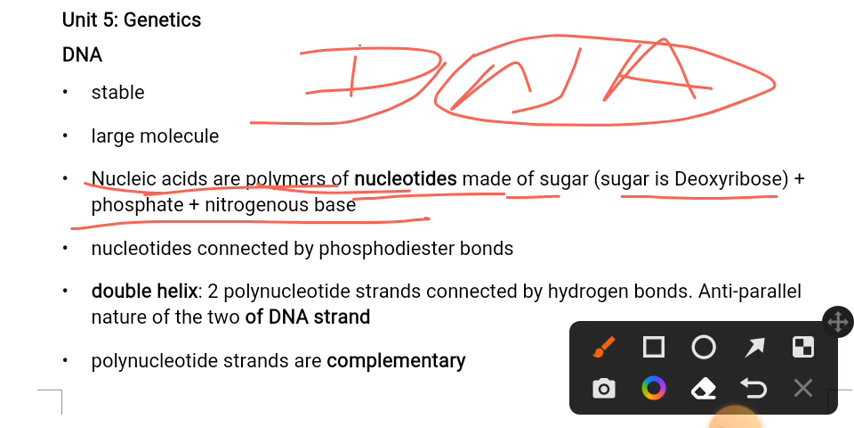 Unit 5: Genetics
DNA
DNA
• stable
• large molecule
• Nucleic acids are polymers of nucleotides made of sugar (sugar is Deoxyribose) +
phosphate + nitrogenous base
• nucleotides connected by phosphodiester bonds
• double helix: 2 polynucleotide strands connected by hydrogen bonds. Anti-parallel
nature of the two of DNA strand
• polynucleotide strands are complementary